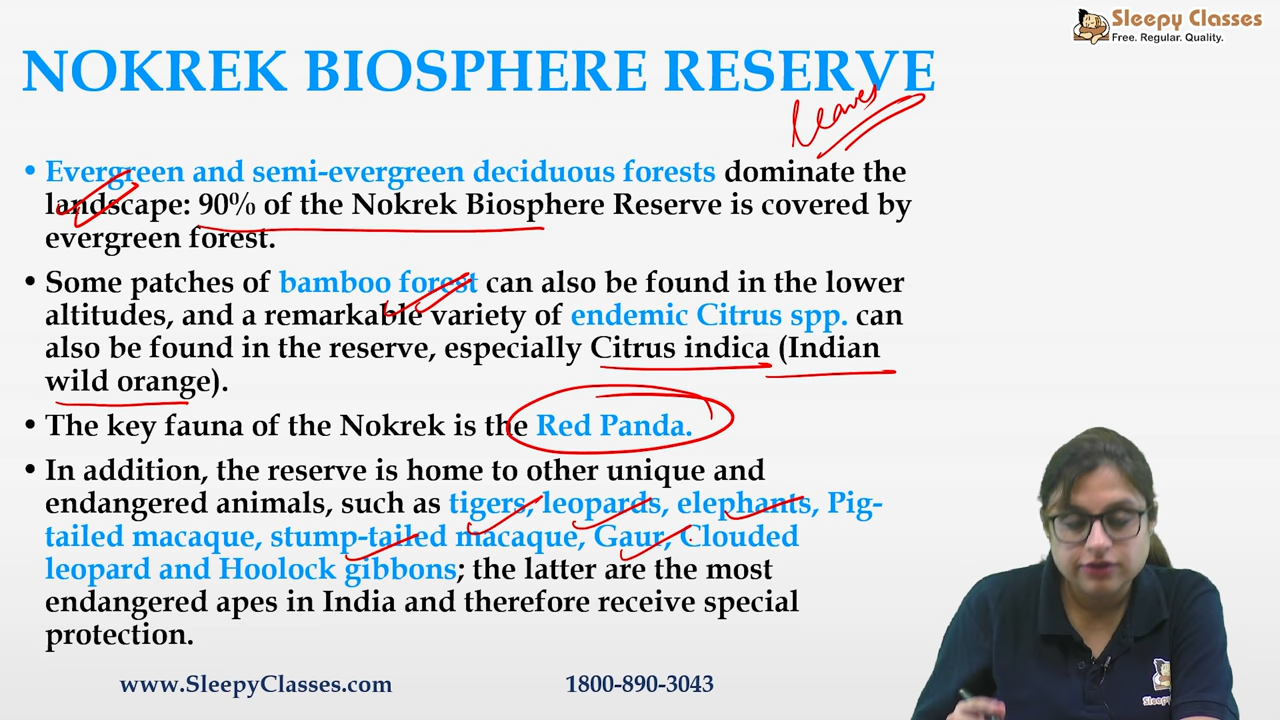 Sleepy Classes
Free. Regular. Quality.
NOKREK BIOSPHERE RESERVE
leaves
• Evergreen and semi-evergreen deciduous forests dominate the
landscape: 90% of the Nokrek Biosphere Reserve is covered by
evergreen forest.
• Some patches of bamboo forest can also be found in the lower
altitudes, and a remarkable variety of endemic Citrus spp. can
also be found in the reserve, especially Citrus indica (Indian
wild orange).
• The key fauna of the Nokrek is the Red Panda.
• In addition, the reserve is home to other unique and
endangered animals, such as tigers, leopards, elephants, Pig-
tailed macaque, stump-tailed macaque, Gaur, Clouded
leopard and Hoolock gibbons; the latter are the most
endangered apes in India and therefore receive special
protection.
www.SleepyClasses.com 1800-890-3043